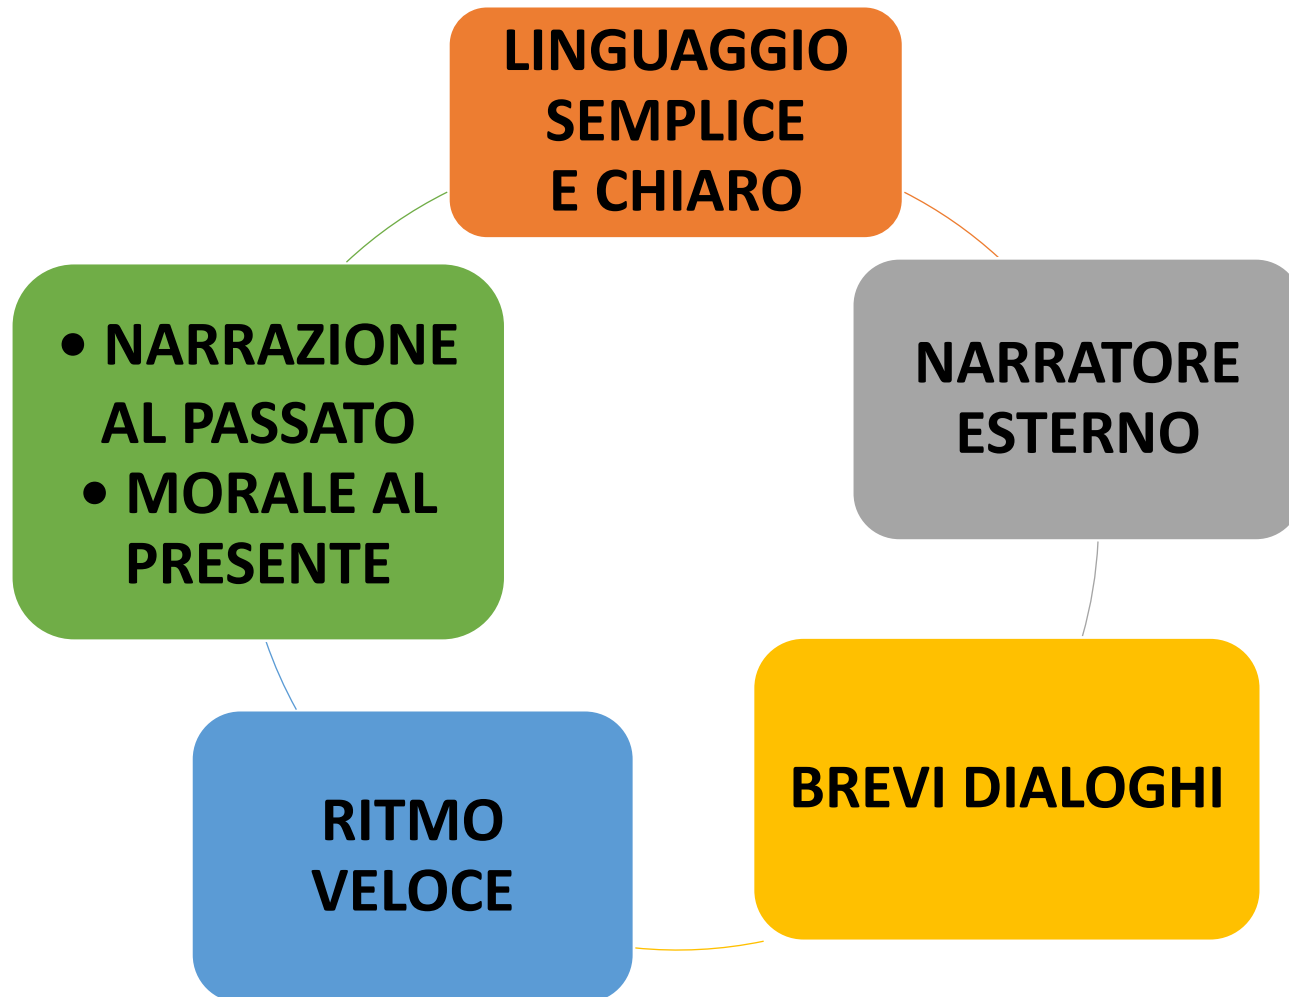 LINGUAGGIO
SEMPLICE
E CHIARO
NARRATORE
ESTERNO
BREVI DIALOGHI
RITMO
VELOCE
• NARRAZIONE
AL PASSATO
• MORALE AL
PRESENTE